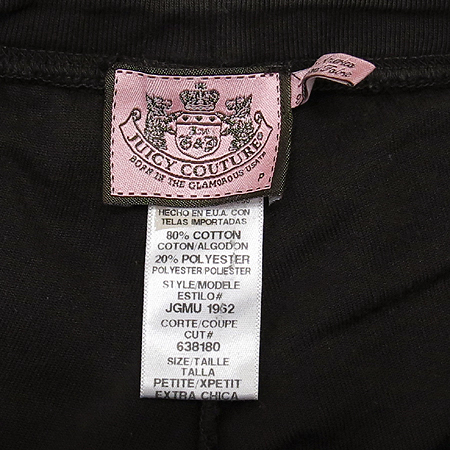 J.C.
G&P
JUICY COUTURE
BORN IN THE GLAMOROUS USA
P
HECHO EN E.U.A. CON
TELAS IMPORTADAS
80% COTTON
COTON/ALGODON
20% POLYESTER
POLYESTER POLIESTER
STYLE/MODELE
ESTILO#
JGMU 1962
CORTE/COUPE
CUT#
638180
SIZE/TAILLE
TALLA
PETITE/XPETIT
EXTRA CHICA